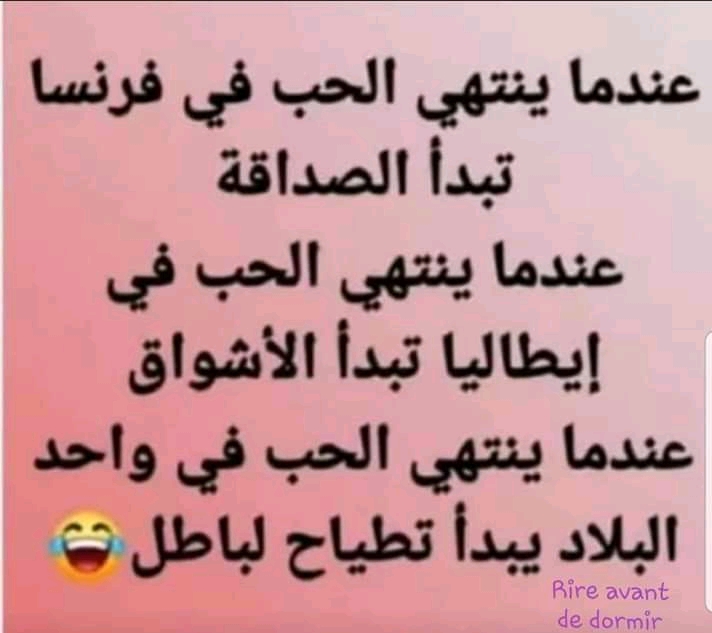 عندما ينتهي الحب في فرنسا
تبدأ الصداقة
عندما ينتهي الحب في
إيطاليا تبدأ الأشواق
عندما ينتهي الحب في واحد
البلاد يبدأ تطياح لباطل😂
Rire avant
de dormir